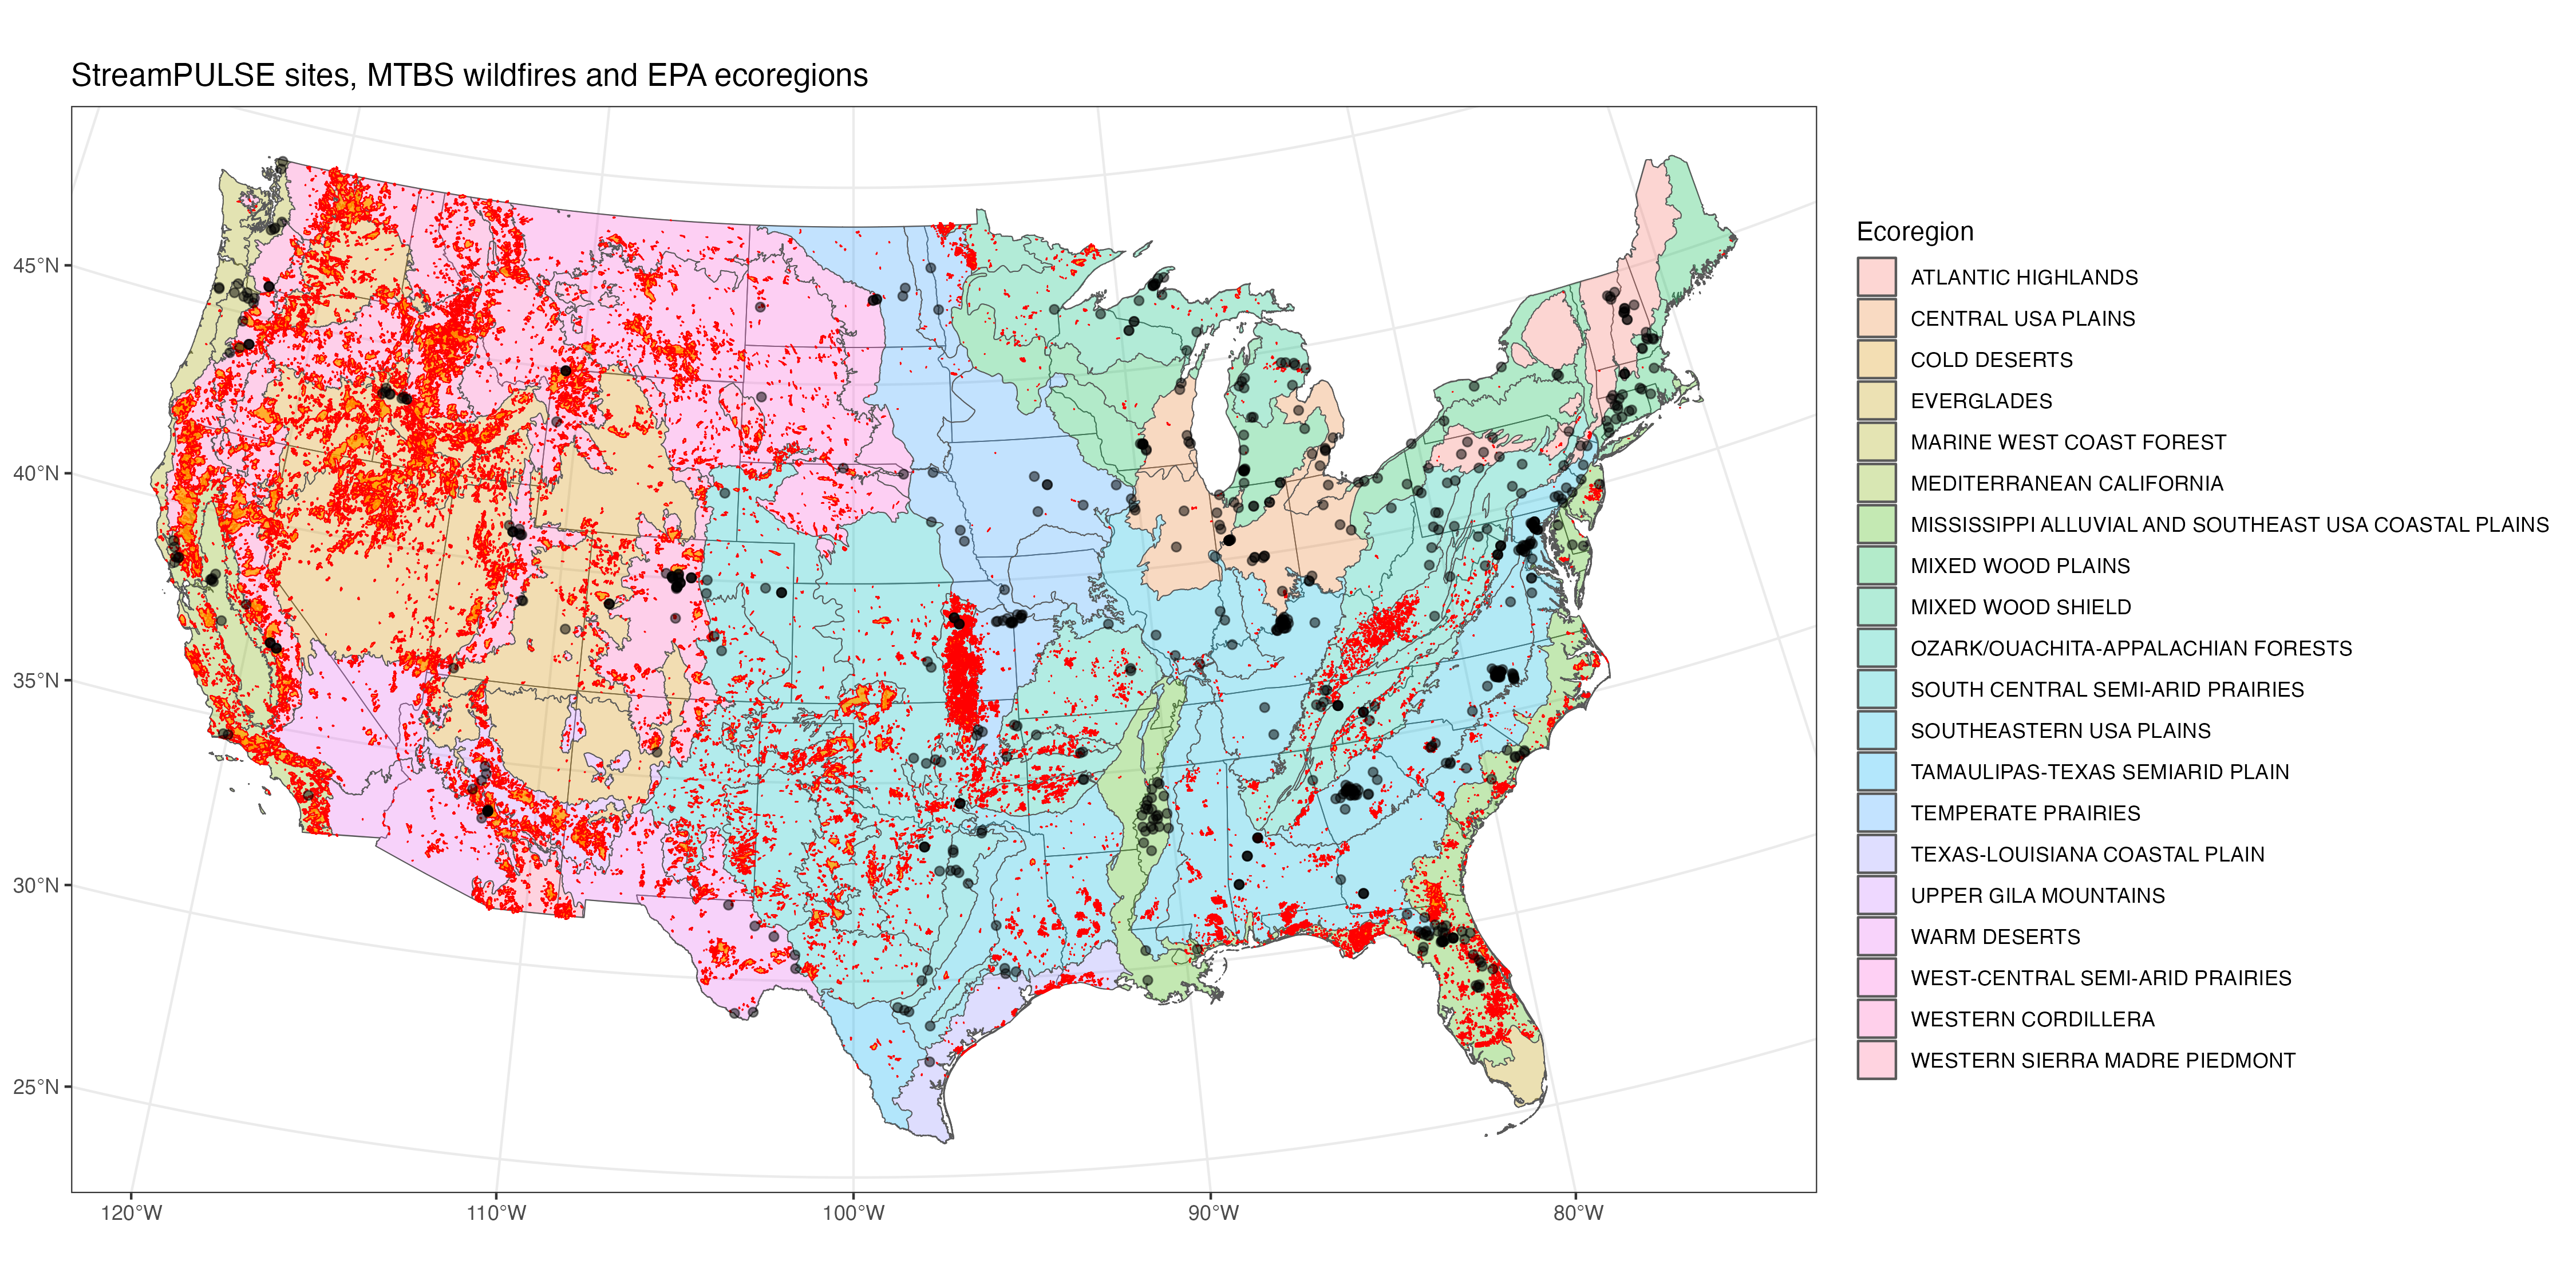 StreamPULSE sites, MTBS wildfires and EPA ecoregions
45°N
40°N
35°N
30°N
25°N
120°W
110°W
100°W
90°W
80°W
Ecoregion
ATLANTIC HIGHLANDS
CENTRAL USA PLAINS
COLD DESERTS
EVERGLADES
MARINE WEST COAST FOREST
MEDITERRANEAN CALIFORNIA
MISSISSIPPI ALLUVIAL AND SOUTHEAST USA COASTAL PLAINS
MIXED WOOD PLAINS
MIXED WOOD SHIELD
OZARK/OUACHITA-APPALACHIAN FORESTS
SOUTH CENTRAL SEMI-ARID PRAIRIES
SOUTHEASTERN USA PLAINS
TAMAULIPAS-TEXAS SEMIARID PLAIN
TEMPERATE PRAIRIES
TEXAS-LOUISIANA COASTAL PLAIN
UPPER GILA MOUNTAINS
WARM DESERTS
WEST-CENTRAL SEMI-ARID PRAIRIES
WESTERN CORDILLERA
WESTERN SIERRA MADRE PIEDMONT